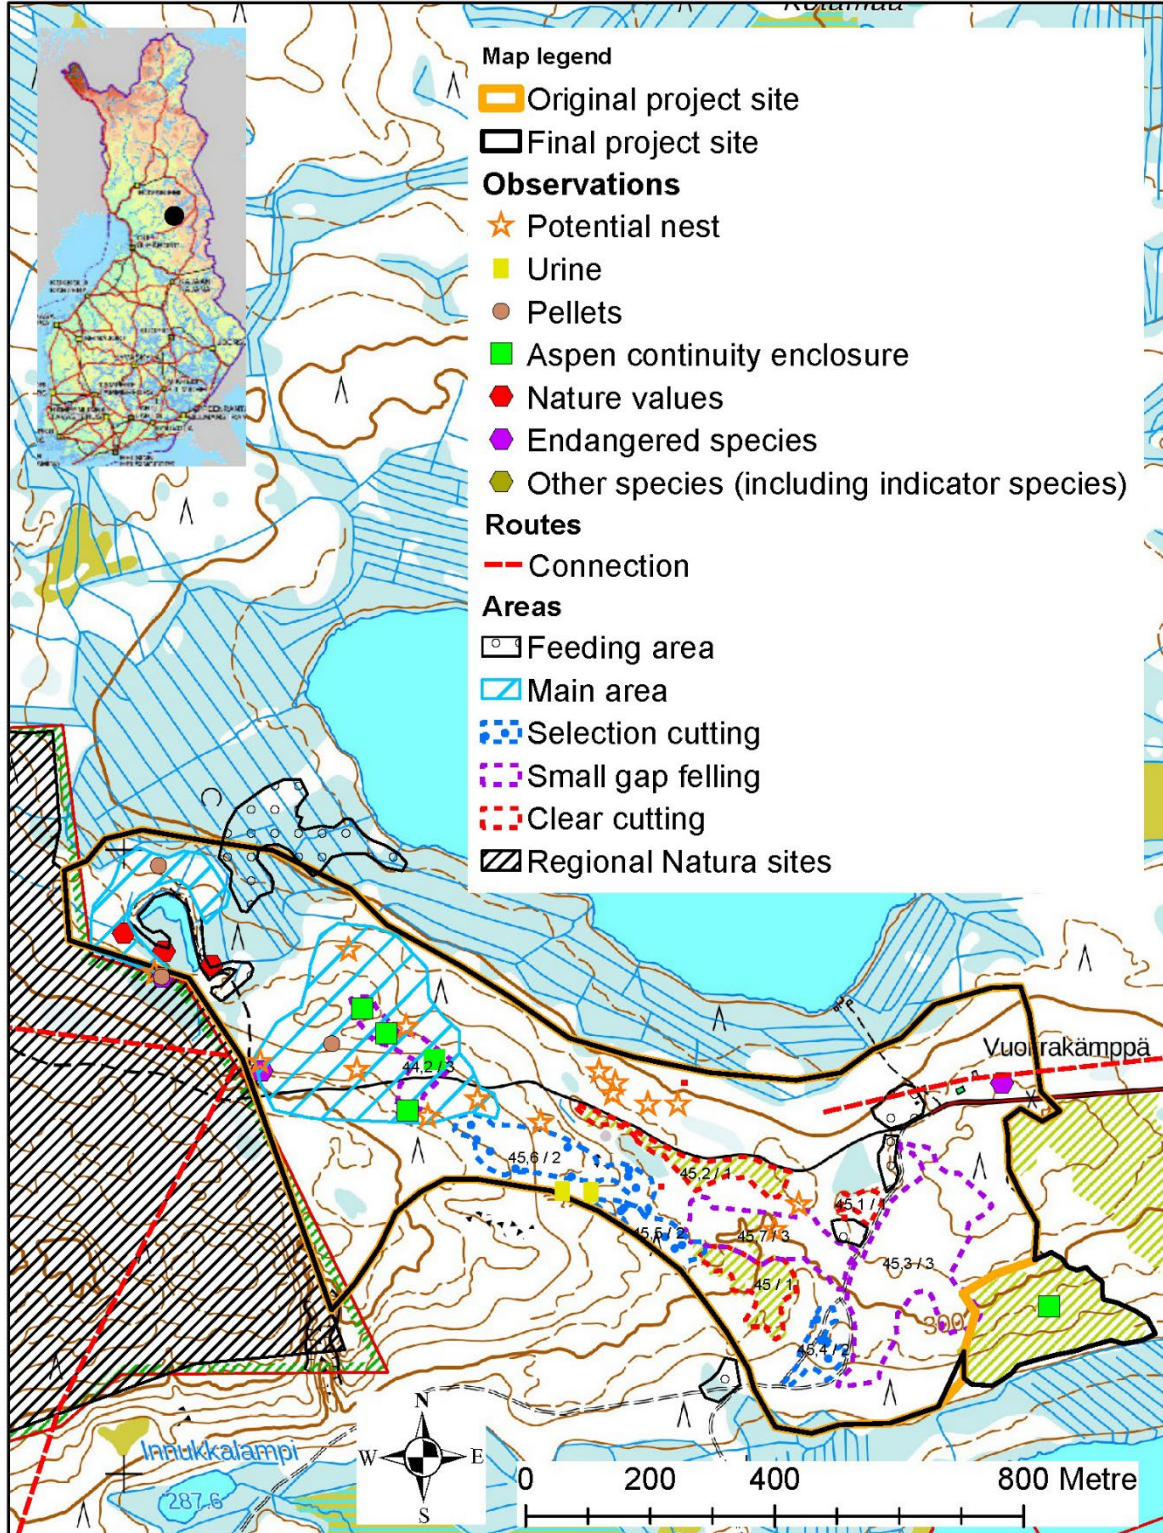 Map legend
Original project site
Final project site
Observations
Potential nest
Urine
Pellets
Aspen continuity enclosure
Nature values
Endangered species
Other species (including indicator species)
Routes
Connection
Areas
Feeding area
Main area
Selection cutting
Small gap felling
Clear cutting
Regional Natura sites
Vuorrakämppä
44,2 / 3
45,6 / 2
45,2 / 1
45,1 / 1
45,5 / 2
45,7 / 3
45,3 / 3
45 / 1
300
45,4 / 2
N
W
E
S
Innukkalampi
287.6
0
200
400
800 Metre